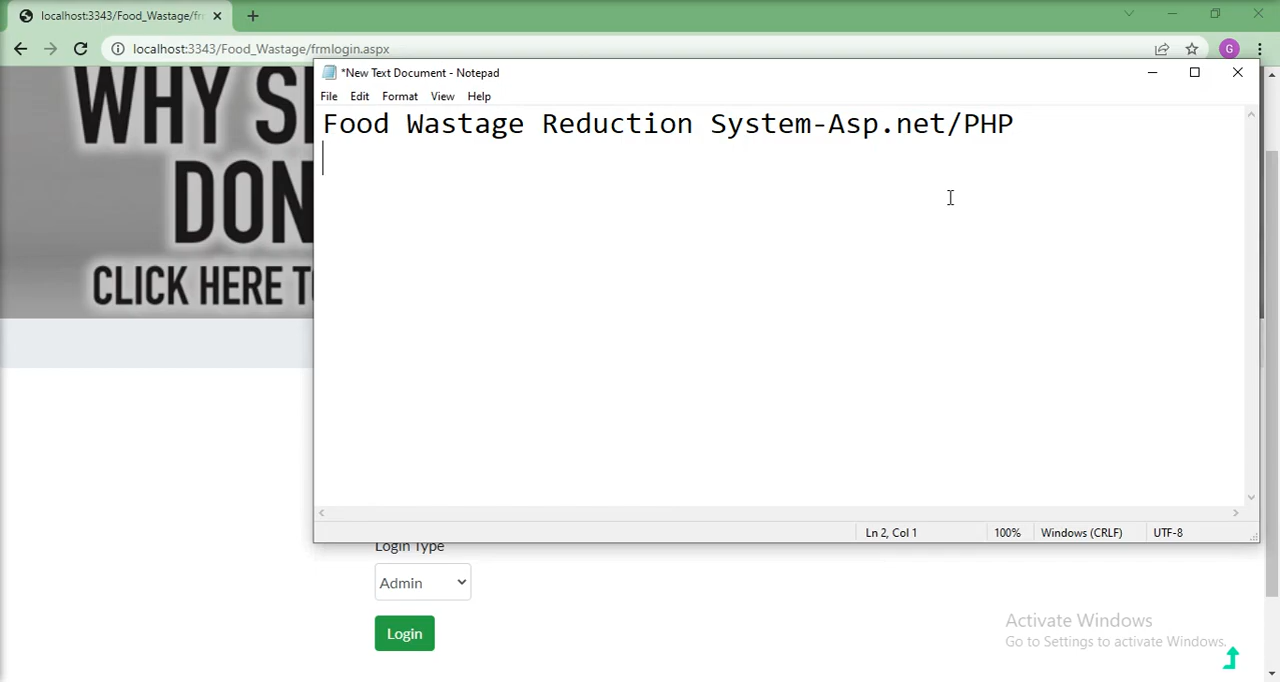 localhost:3343/Food_Wastage/fr
localhost:3343/Food_Wastage/frmlogin.aspx
G
WHY
DON
CLICK HERE
*New Text Document - Notepad
File Edit Format View Help
Food Wastage Reduction System-Asp.net/PHP
Ln 2, Col 1 100% Windows (CRLF) UTF-8
Login Type
Admin
Login
Activate Windows
Go to Settings to activate Windows.